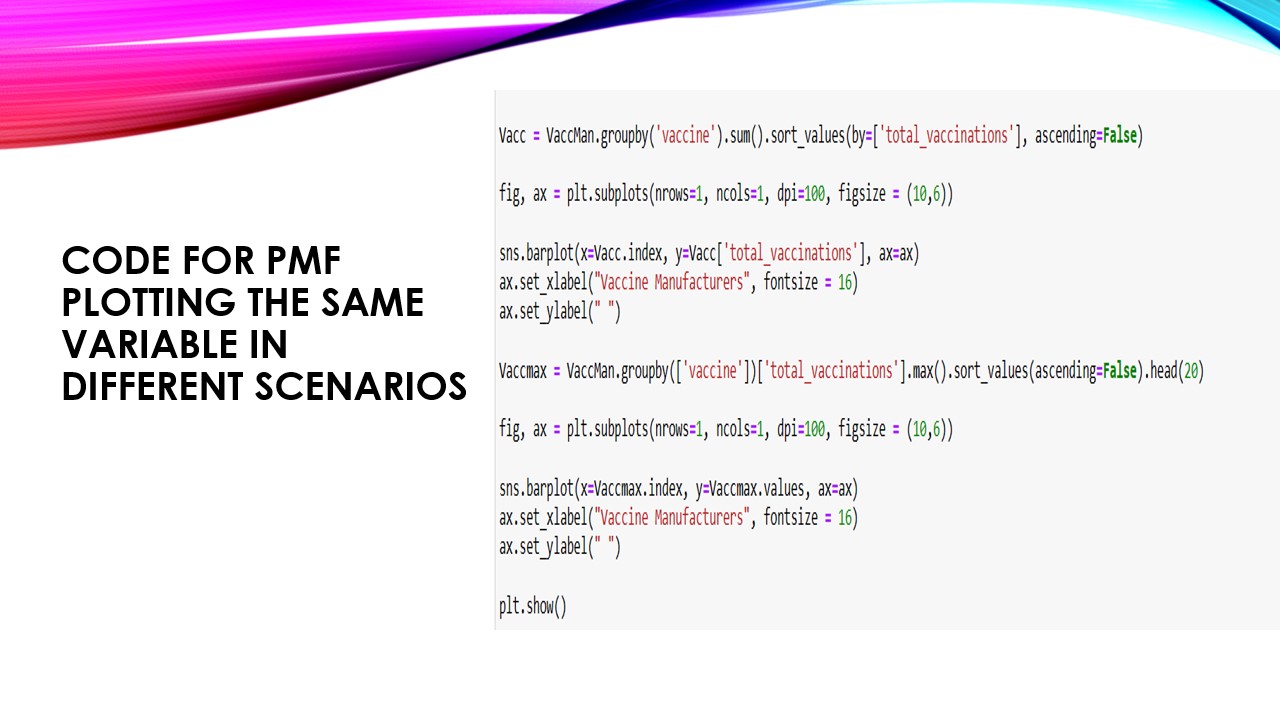 CODE FOR PMF
PLOTTING THE SAME
VARIABLE IN
DIFFERENT SCENARIOS
Vacc = VaccMan.groupby('vaccine').sum().sort_values(by=['total_vaccinations'], ascending=False)
fig, ax = plt.subplots(nrows=1, ncols=1, dpi=100, figsize = (10,6))
sns.barplot(x=Vacc.index, y=Vacc['total_vaccinations'], ax=ax)
ax.set_xlabel("Vaccine Manufacturers", fontsize = 16)
ax.set_ylabel(" ")
Vaccmax = VaccMan.groupby(['vaccine'])['total_vaccinations'].max().sort_values(ascending=False).head(20)
fig, ax = plt.subplots(nrows=1, ncols=1, dpi=100, figsize = (10,6))
sns.barplot(x=Vaccmax.index, y=Vaccmax.values, ax=ax)
ax.set_xlabel("Vaccine Manufacturers", fontsize = 16)
ax.set_ylabel(" ")
plt.show()